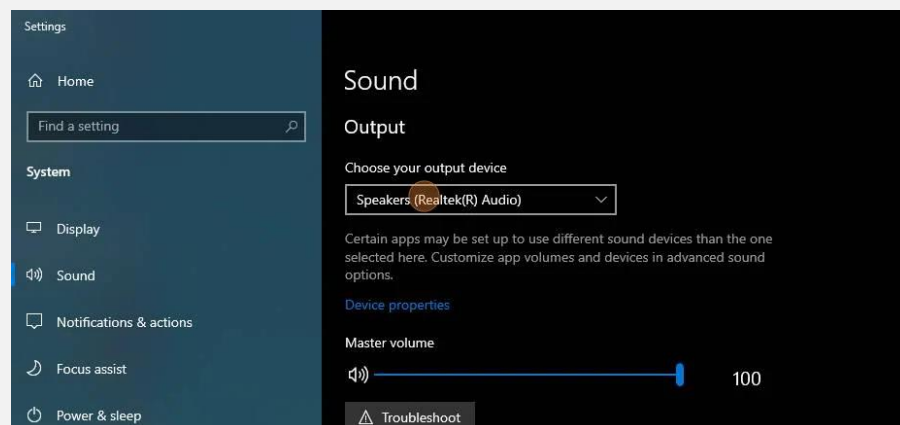 Settings
Home
Find a setting
System
Display
Sound
Notifications & actions
Focus assist
Power & sleep
Sound
Output
Choose your output device
Speakers (Realtek(R) Audio)
Certain apps may be set up to use different sound devices than the one
selected here. Customize app volumes and devices in advanced sound
options.
Device properties
Master volume
100
Troubleshoot